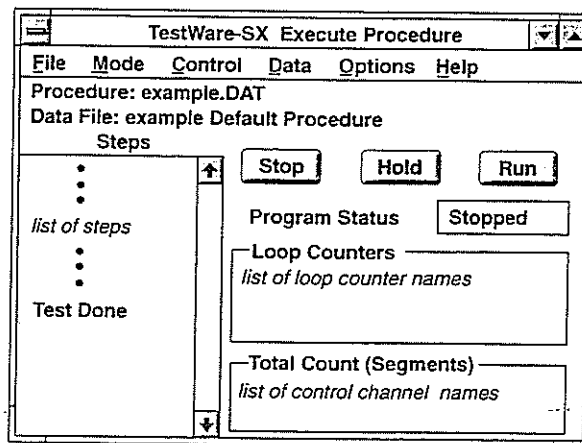 TestWare-SX Execute Procedure
File Mode Control Data Options Help
Procedure: example.DAT
Data File: example Default Procedure
Steps
Stop Hold Run
list of steps
Program Status Stopped
Loop Counters
list of loop counter names
Test Done
Total Count (Segments)
list of control channel names